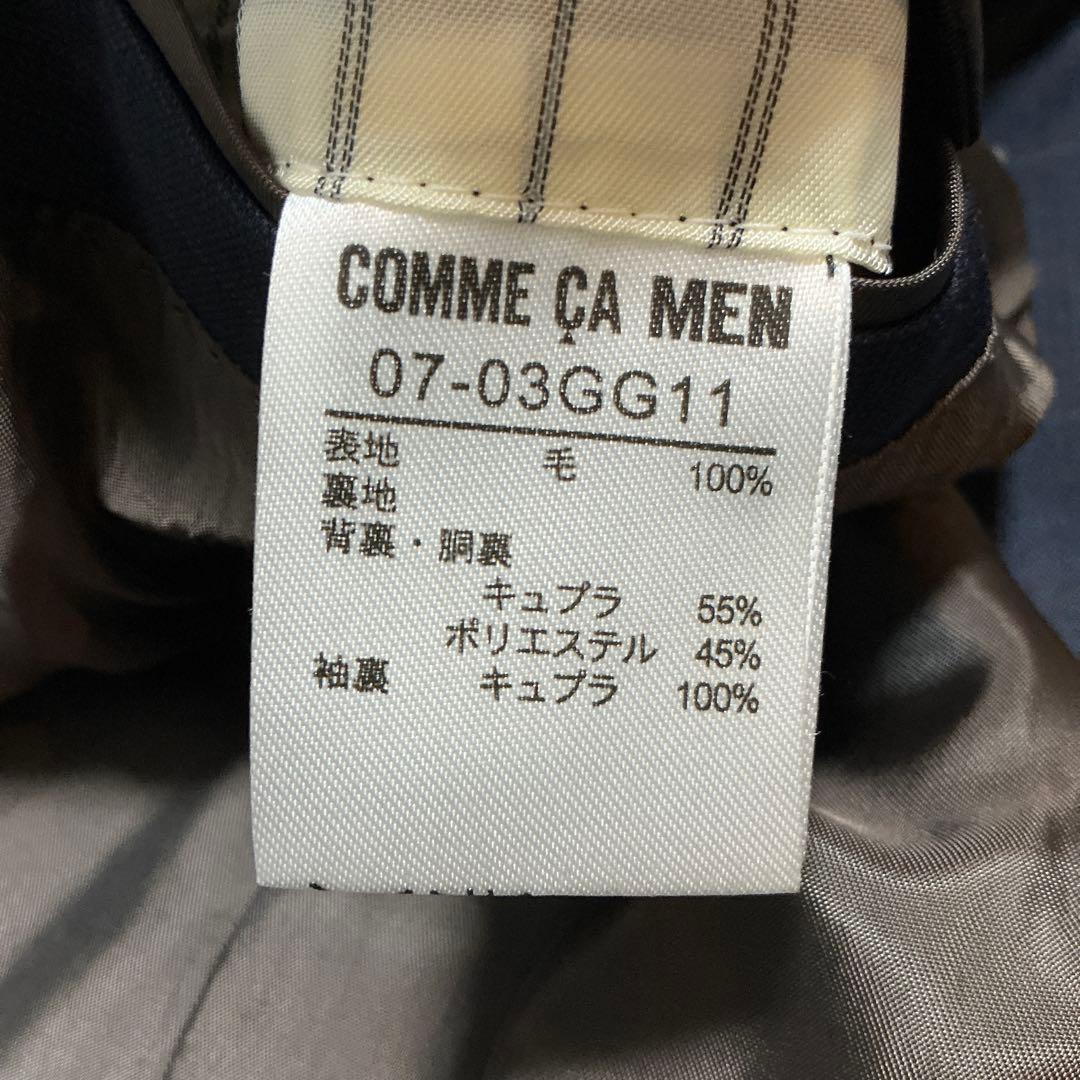 COMME ÇA MEN
07-03GG11
表地 毛 100%
裏地
背裏・胴裏
キュプラ 55%
ポリエステル 45%
袖裏 キュプラ 100%